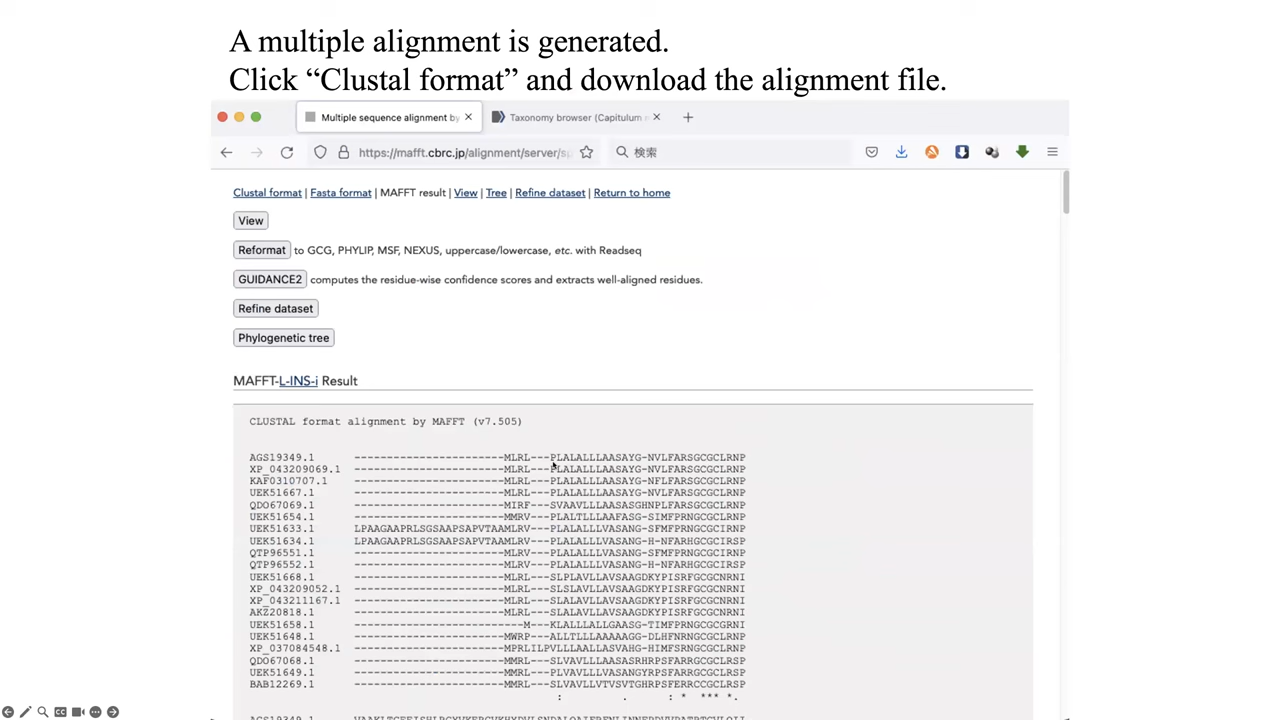 A multiple alignment is generated.
Click “Clustal format” and download the alignment file.
Multiple sequence alignment by
Taxonomy browser (Capitulum
https://mafft.cbrc.jp/alignment/server/sp
検索
Clustal format | Fasta format | MAFFT result | View | Tree | Refine dataset | Return to home
View
Reformat to GCG, PHYLIP, MSF, NEXUS, uppercase/lowercase, etc. with Readseq
GUIDANCE2 computes the residue-wise confidence scores and extracts well-aligned residues.
Refine dataset
Phylogenetic tree
MAFFT-L-INS-i Result
CLUSTAL format alignment by MAFFT (v7.505)
AGS19349.1 -----------------------MLRL---PLALALLLAASAYG-NVLFARSGCGCLRNP
XP_043209069.1 -----------------------MLRL---PLALALLLAASAYG-NVLFARSGCGCLRNP
KAF0310707.1 -----------------------MLRL---PLALALLLAASAYG-NFLFARSGCGCLRNP
UEK51667.1 -----------------------MLRL---PLALALLLAASAYG-NVLFARSGCGCLRNP
QDO67069.1 -----------------------MIRF---SVAAVLLLAASASGHNPLFARSGCGCLRNP
UEK51654.1 -----------------------MMRV---PLALTLLLAAFASG-SIMFPRNGCGCLRNP
UEK51633.1 LPAAGAAPRLSGSAAPSAPVTAAMLRV---PLALALLLVASANG-SFMFPRNGCGCLRNP
UEK51634.1 LPAAGAAPRLSGSAAPSAPVTAAMLRV---PLALALLLVASANG-H-NFARHGCGCIRSP
QTP96551.1 -----------------------MLRV---PLALALLLVASANG-SFMFPRNGCGCLRNP
QTP96552.1 -----------------------MLRV---PLALALLLVASANG-H-NFARHGCGCIRSP
UEK51668.1 -----------------------MLRL---SLPLAVLLAVSAAGDKYPISRFGCGCNRNI
XP_043209052.1 -----------------------MLRL---SLSLALLLAVSAAGDKYPISRFGCGCNRNI
XP_043211167.1 -----------------------MLRL---SLALAVLLAVSAAGDKYPISRFGCGCNRNI
AKZ20818.1 -----------------------MLRL---SLALAVLLAVSAAGDKYPISRFGCGCNRNI
UEK51658.1 --------------------------M---KLALLLALLGAASG-TIMFSRNGCGCGRNI
UEK51648.1 -----------------------MWRP---ALLTLLLAAAAAGG-DLHFNRNGCGCLRNP
XP_037084548.1 -----------------------MPRLILPVLLLAALLASVAHG-HIMFPRNGCGCLRNP
QDO67068.1 -----------------------MMRL---SLVAVLLLAASASRHRPSFARRGCGCLRSP
UEK51649.1 -----------------------MMRL---PLVAVLLLVASANGYRPSFARRGCGCLRSP
BAB12269.1 -----------------------MMRL---SLVAVLLVTVSVTGHRPSFERRCCGCLRSP
: . : * *** *.